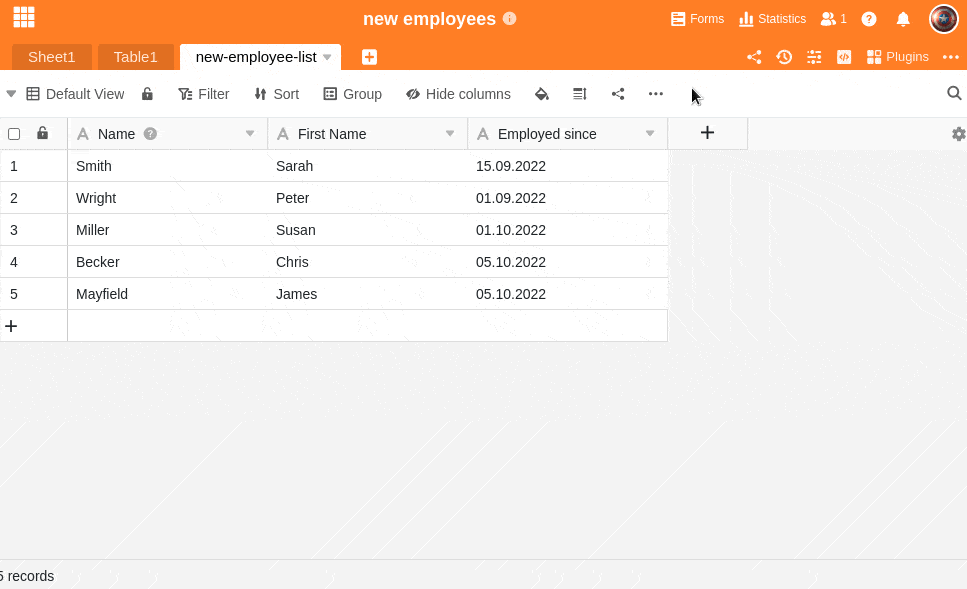 new employees
Forms Statistics 1
Sheet1 Table1 new-employee-list Plugins
Default View Filter Sort Group Hide columns
Name First Name Employed since
1 Smith Sarah 15.09.2022
2 Wright Peter 01.09.2022
3 Miller Susan 01.10.2022
4 Becker Chris 05.10.2022
5 Mayfield James 05.10.2022
5 records